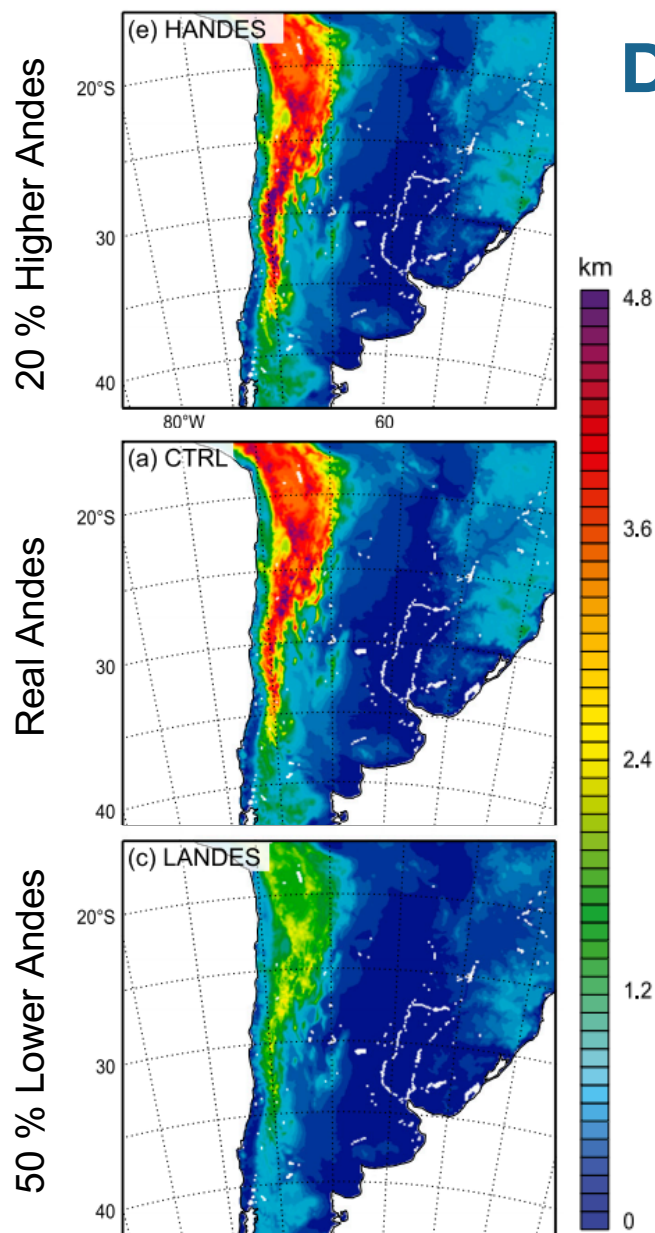 20 % Higher Andes
(e) HANDES
D
20°S
30
40
80°W
60
Real Andes
(a) CTRL
20°S
30
40
50 % Lower Andes
(c) LANDES
20°S
30
40
km
4.8
3.6
2.4
1.2
0